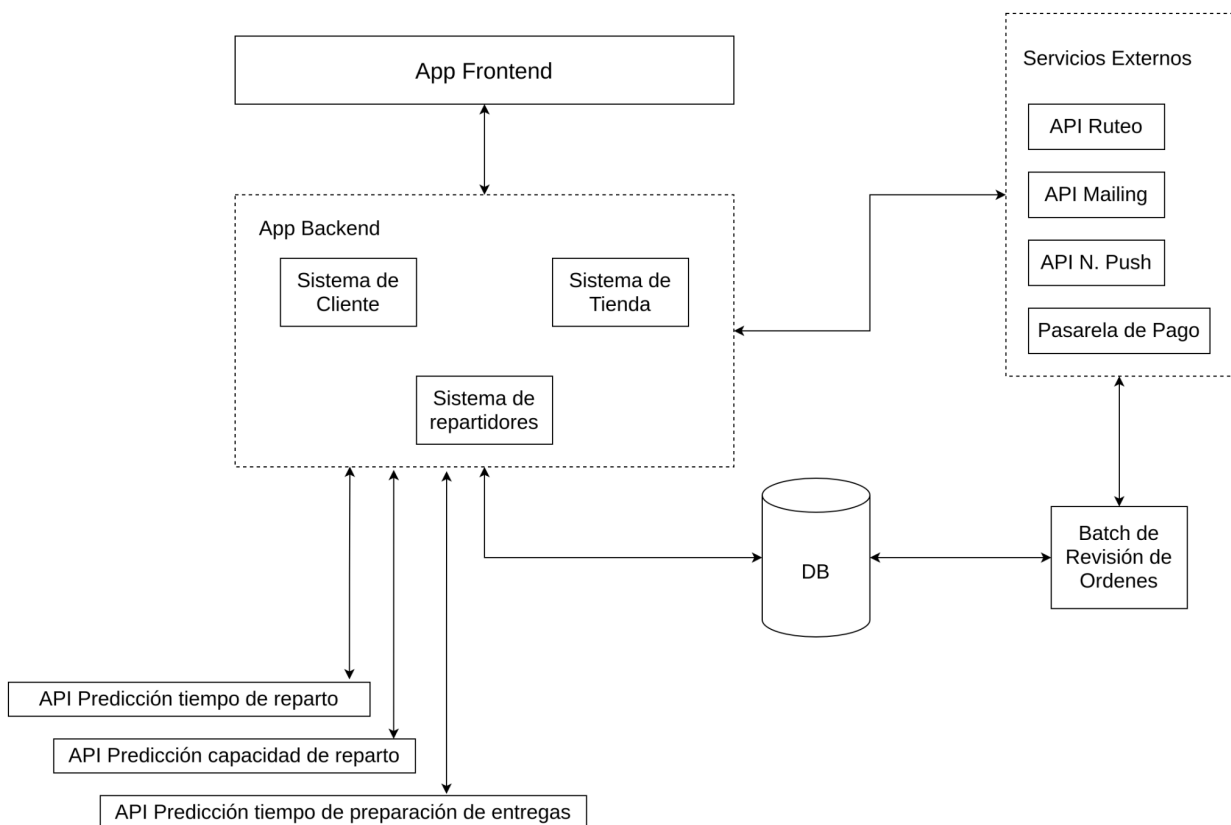 App Frontend
Servicios Externos
API Ruteo
API Mailing
API N. Push
Pasarela de Pago
App Backend
Sistema de
Cliente
Sistema de
Tienda
Sistema de
repartidores
DB
Batch de
Revisión de
Ordenes
API Predicción tiempo de reparto
API Predicción capacidad de reparto
API Predicción tiempo de preparación de entregas